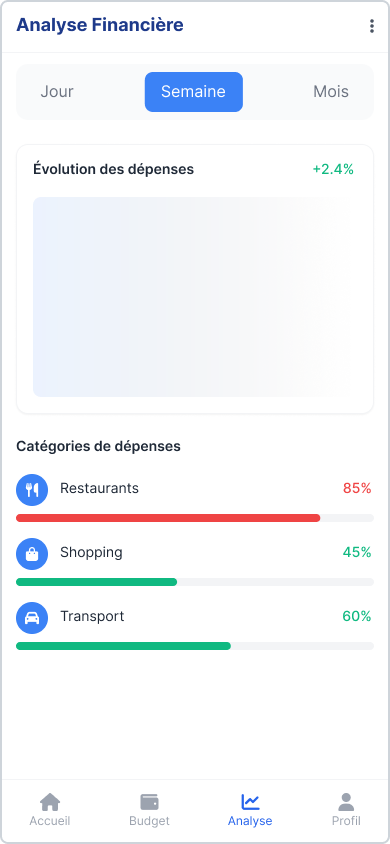 Analyse Financière
Jour Semaine Mois
Évolution des dépenses +2.4%
Catégories de dépenses
Restaurants 85%
Shopping 45%
Transport 60%
Accueil Budget Analyse Profil